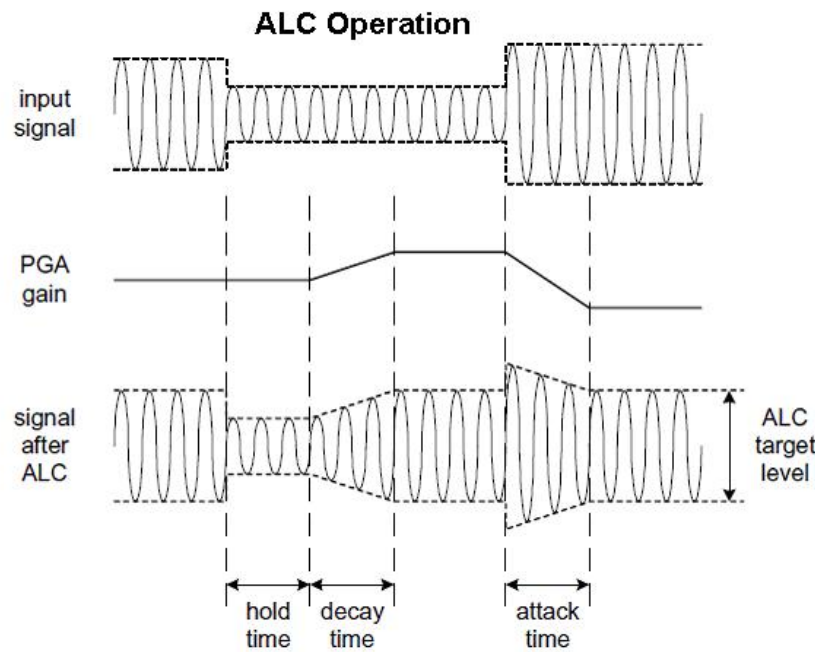 ALC Operation
input
signal
PGA
gain
signal
after
ALC
ALC
target
level
hold
time
decay
time
attack
time